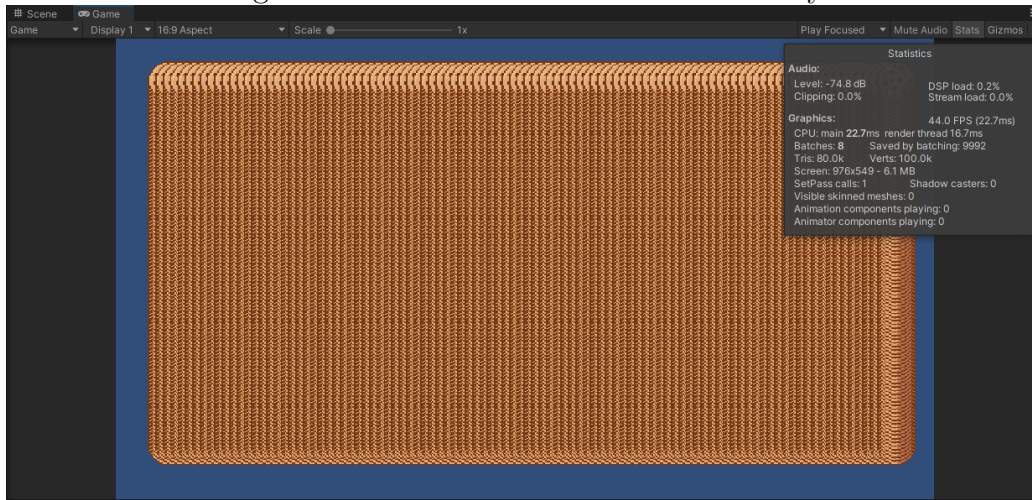 Scene Game
Game Display 1 16:9 Aspect Scale 1x Play Focused Mute Audio Stats Gizmos
Statistics
Audio:
Level: -74.8 dB DSP load: 0.2%
Clipping: 0.0% Stream load: 0.0%
Graphics: 44.0 FPS (22.7ms)
CPU: main 22.7ms render thread 16.7ms
Batches: 8 Saved by batching: 9992
Tris: 80.0k Verts: 100.0k
Screen: 976x549 - 6.1 MB
SetPass calls: 1 Shadow casters: 0
Visible skinned meshes: 0
Animation components playing: 0
Animator components playing: 0